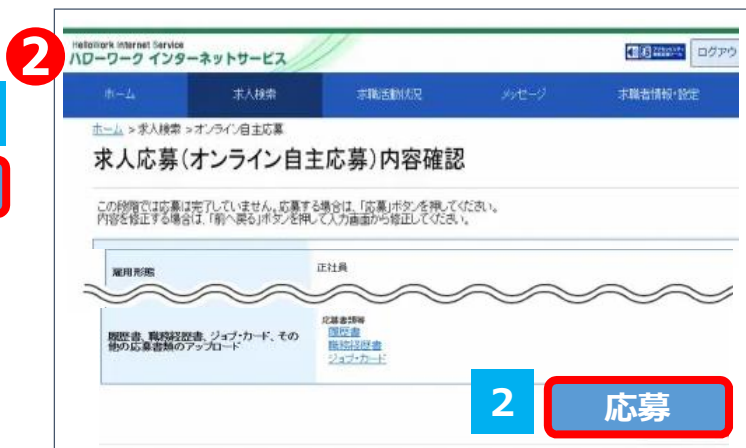 2
HelloWork Internet Service
ハローワーク インターネットサービス
ログアウ
ホーム
求人検索
求職活動状況
メッセージ
求職者情報・設定
ホーム > 求人検索 > オンライン自主応募
求人応募(オンライン自主応募)内容確認
この段階では応募は完了していません。応募する場合は、「応募」ボタンを押してください。
内容を修正する場合は、「前へ戻る」ボタンを押して入力画面から修正してください。
雇用形態
正社員
履歴書、職務経歴書、ジョブ・カード、その
他の応募書類のアップロード
応募書類等
履歴書
職務経歴書
ジョブ・カード
2
応募